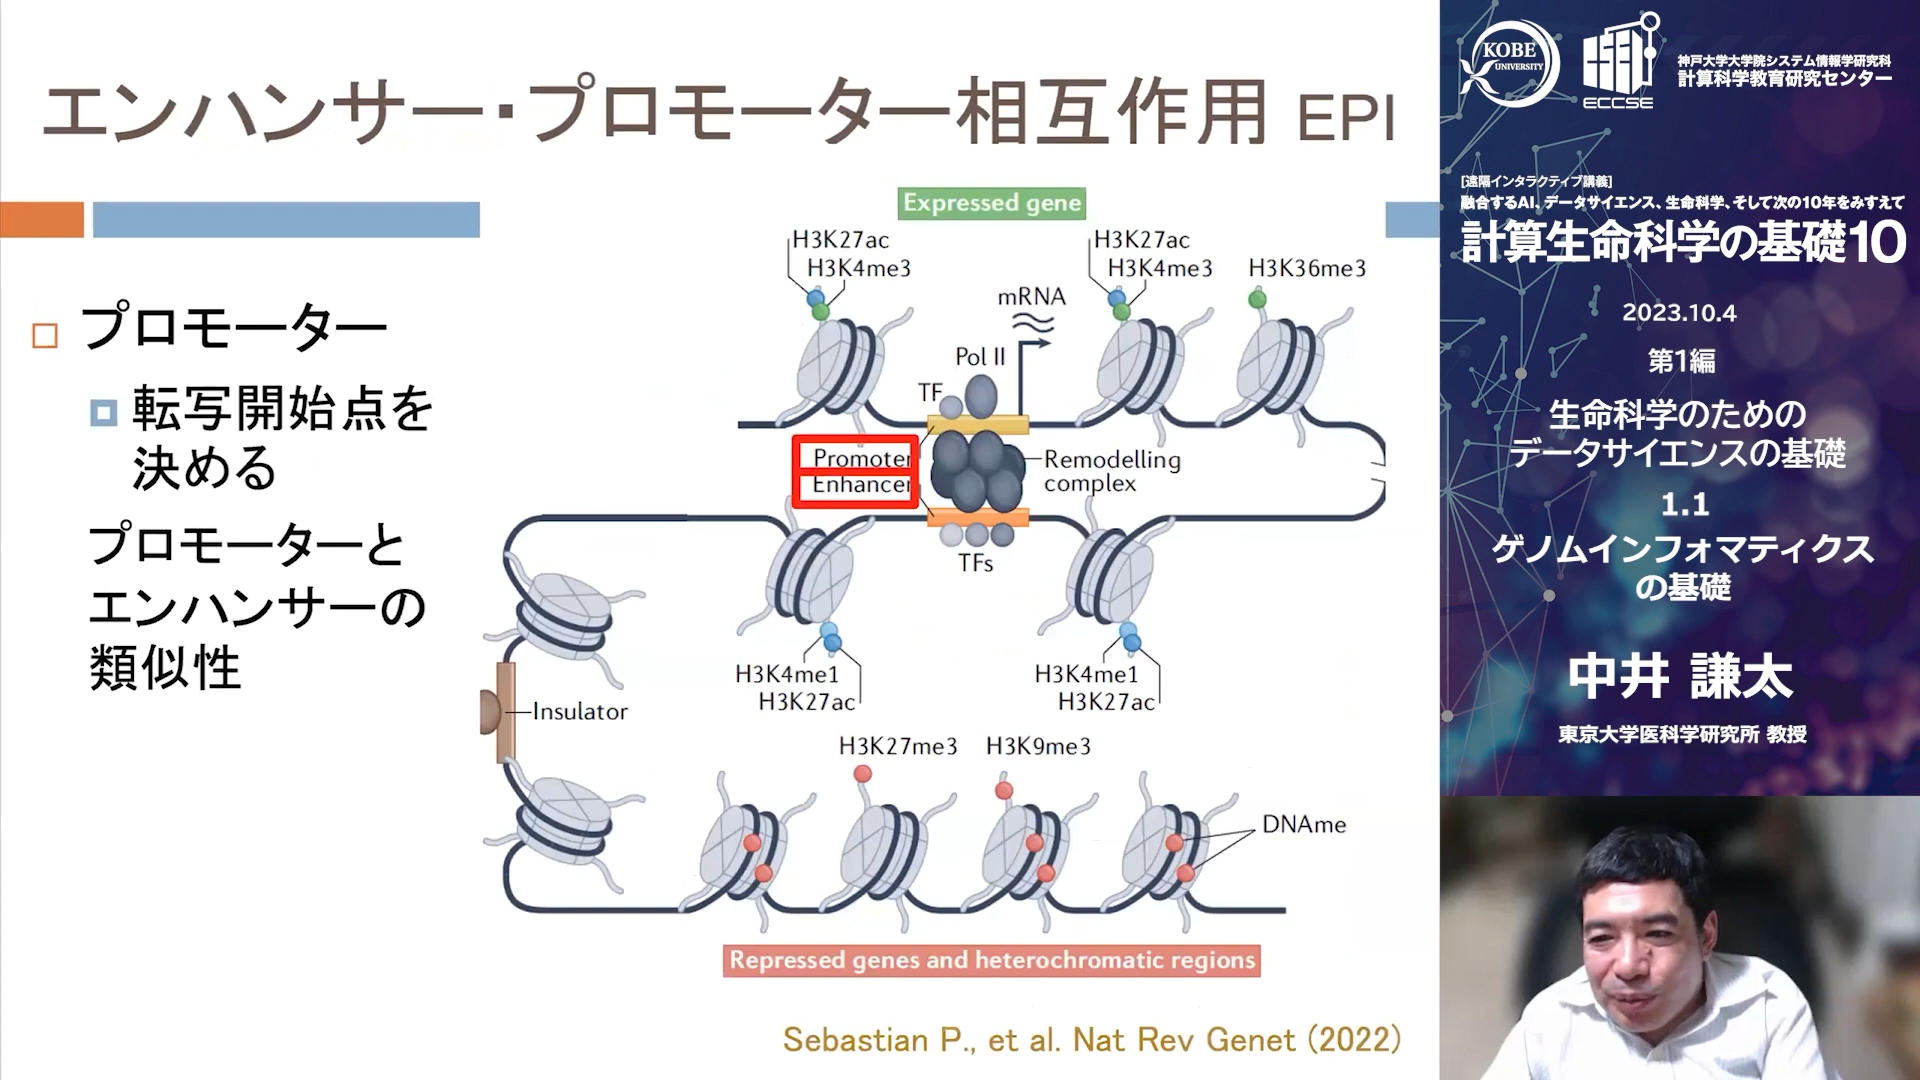 エンハンサー・プロモーター相互作用 EPI
プロモーター
転写開始点を
決める
プロモーターと
エンハンサーの
類似性
Expressed gene
H3K27ac
H3K4me3
H3K27ac
H3K4me3
H3K36me3
mRNA
Pol II
TF
Promoter
Enhancer
Remodelling
complex
TFs
H3K4me1
H3K27ac
H3K4me1
H3K27ac
Insulator
H3K27me3
H3K9me3
DNAme
Repressed genes and heterochromatic regions
Sebastian P., et al. Nat Rev Genet (2022)
KOBE
UNIVERSITY
ECCSE
神戸大学大学院システム情報学研究科
計算科学教育研究センター
[遠隔インタラクティブ講義]
融合するAI、データサイエンス、生命科学、そして次の10年をみすえて
計算生命科学の基礎10
2023.10.4
第1編
生命科学のための
データサイエンスの基礎
1.1
ゲノムインフォマティクス
の基礎
中井 謙太
東京大学医科学研究所 教授